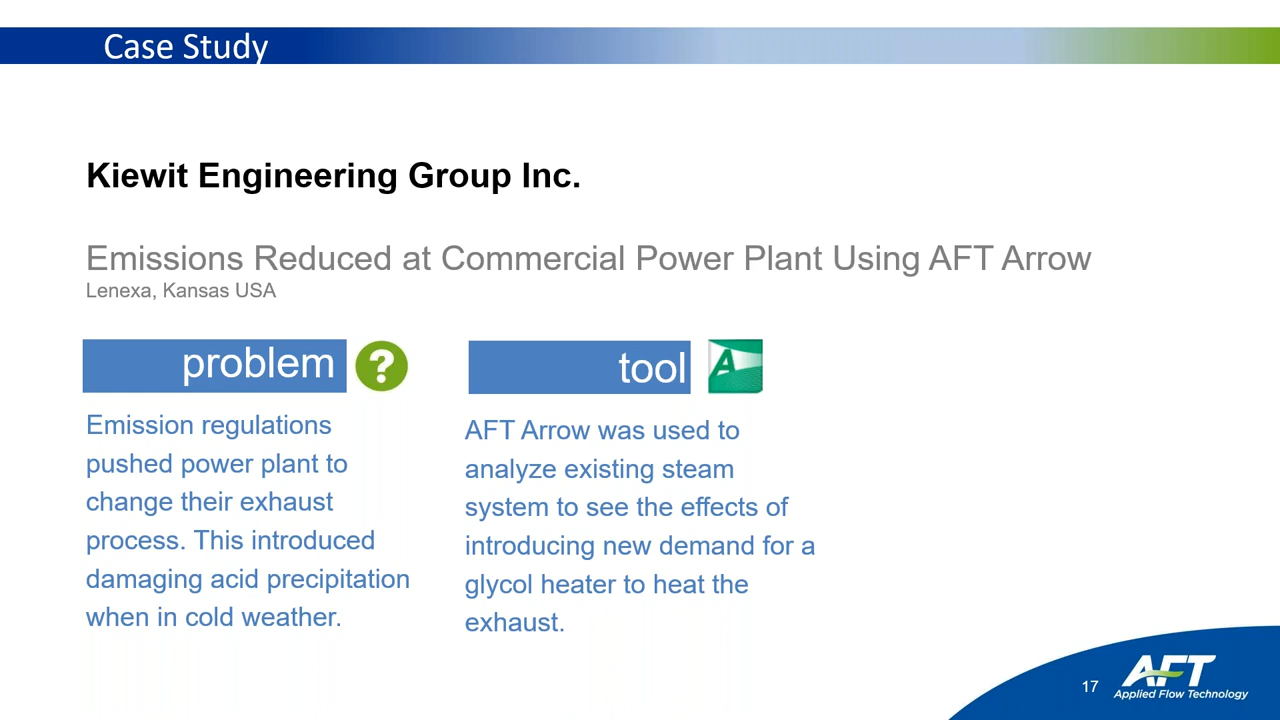 Case Study
Kiewit Engineering Group Inc.
Emissions Reduced at Commercial Power Plant Using AFT Arrow
Lenexa, Kansas USA
problem
?
Emission regulations
pushed power plant to
change their exhaust
process. This introduced
damaging acid precipitation
when in cold weather.
tool
A
AFT Arrow was used to
analyze existing steam
system to see the effects of
introducing new demand for a
glycol heater to heat the
exhaust.
17
AFT
Applied Flow Technology